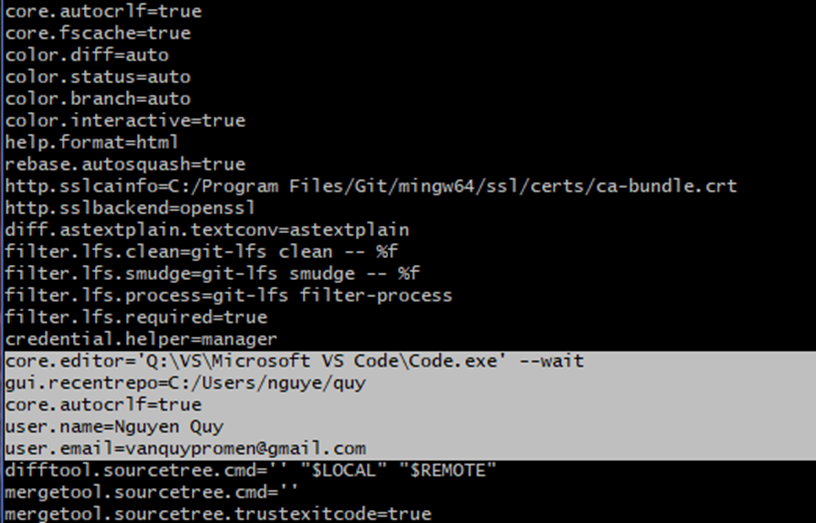 core.autocrlf=true
core.fscache=true
color.diff=auto
color.status=auto
color.branch=auto
color.interactive=true
help.format=html
rebase.autosquash=true
http.sslcainfo=C:/Program Files/Git/mingw64/ssl/certs/ca-bundle.crt
http.sslbackend=openssl
diff.astextplain.textconv=astextplain
filter.lfs.clean=git-lfs clean -- %f
filter.lfs.smudge=git-lfs smudge -- %f
filter.lfs.process=git-lfs filter-process
filter.lfs.required=true
credential.helper=manager
core.editor='Q:\VS\Microsoft VS Code\Code.exe' --wait
gui.recentrepo=C:/Users/nguye/quy
core.autocrlf=true
user.name=Nguyen Quy
user.email=vanquypromen@gmail.com
difftool.sourcetree.cmd='' "$LOCAL" "$REMOTE"
mergetool.sourcetree.cmd=''
mergetool.sourcetree.trustexitcode=true